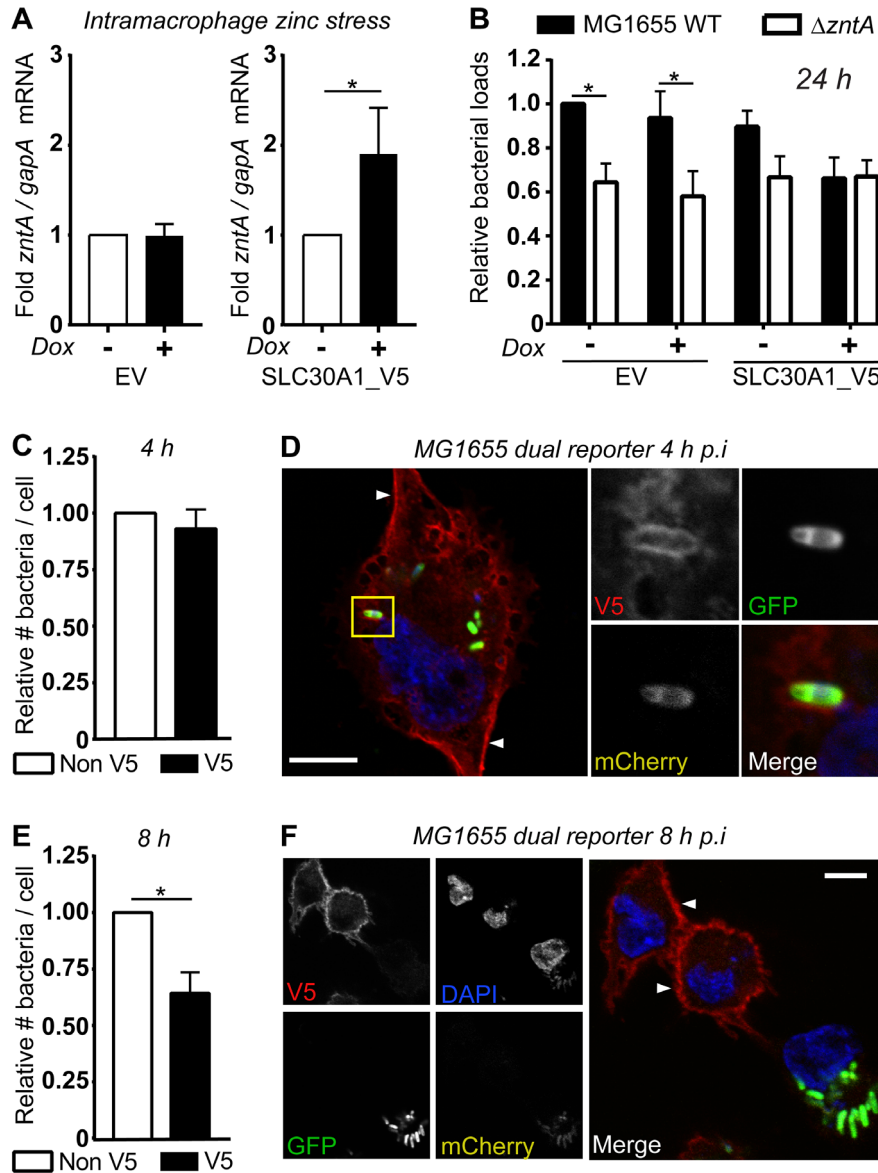 A
Intramacrophage zinc stress
Fold zntA / gapA mRNA
3
2
1
0
Dox
-
+
EV
Fold zntA / gapA mRNA
3
2
1
0
*
-
+
SLC30A1_V5
B
MG1655 WT
ΔzntA
24 h
Relative bacterial loads
1.2
1.0
0.8
0.6
0.4
0.2
0
*
*
Dox
-
+
-
+
EV
SLC30A1_V5
C
4 h
Relative # bacteria / cell
1.25
1.00
0.75
0.50
0.25
0
Non V5
V5
D
MG1655 dual reporter 4 h p.i
V5
GFP
mCherry
Merge
E
8 h
Relative # bacteria / cell
1.25
1.00
0.75
0.50
0.25
0
*
Non V5
V5
F
MG1655 dual reporter 8 h p.i
V5
DAPI
GFP
mCherry
Merge